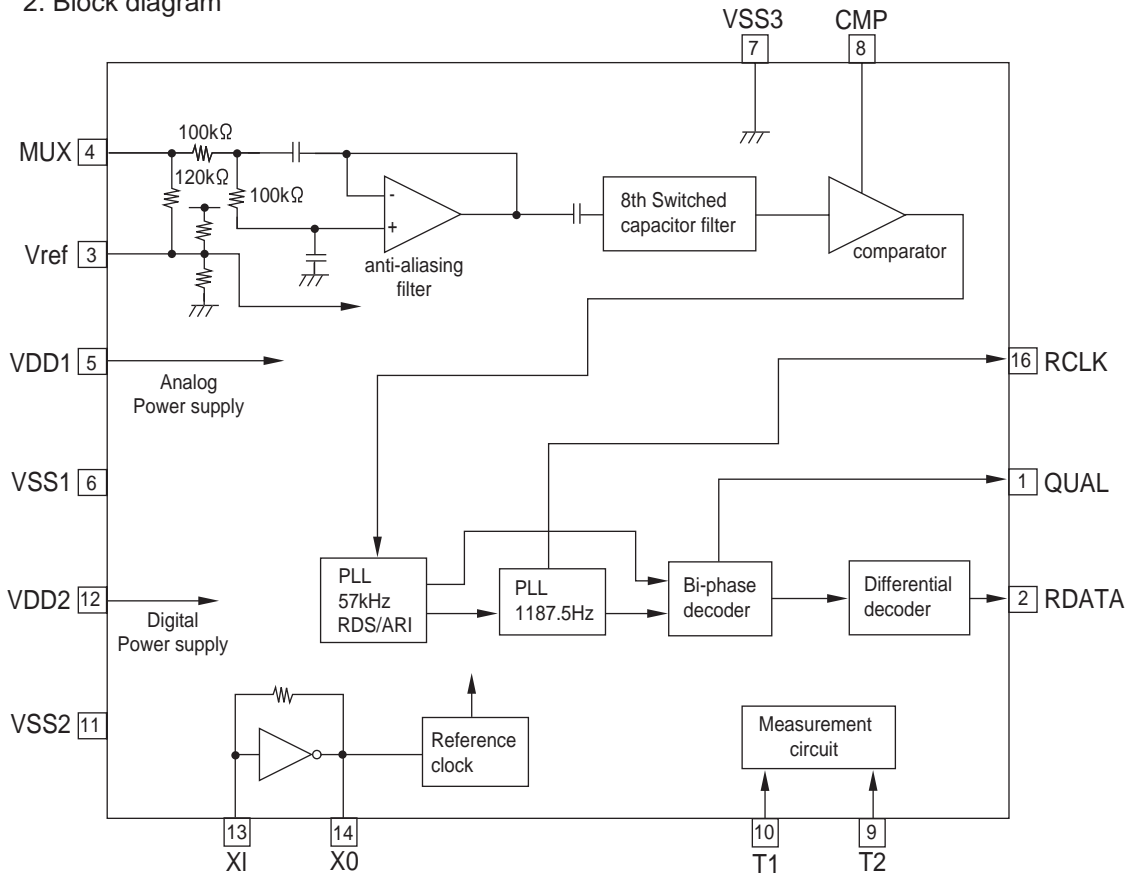 2. Block diagram
VSS3
CMP
7
8
100kΩ
MUX 4
120kΩ
100kΩ
-
+
8th Switched
capacitor filter
comparator
Vref 3
anti-aliasing
filter
VDD1 5
Analog
Power supply
16 RCLK
VSS1 6
1 QUAL
PLL
57kHz
RDS/ARI
PLL
1187.5Hz
Bi-phase
decoder
Differential
decoder
VDD2 12
2 RDATA
Digital
Power supply
VSS2 11
Reference
clock
Measurement
circuit
13
14
10
9
XI
X0
T1
T2